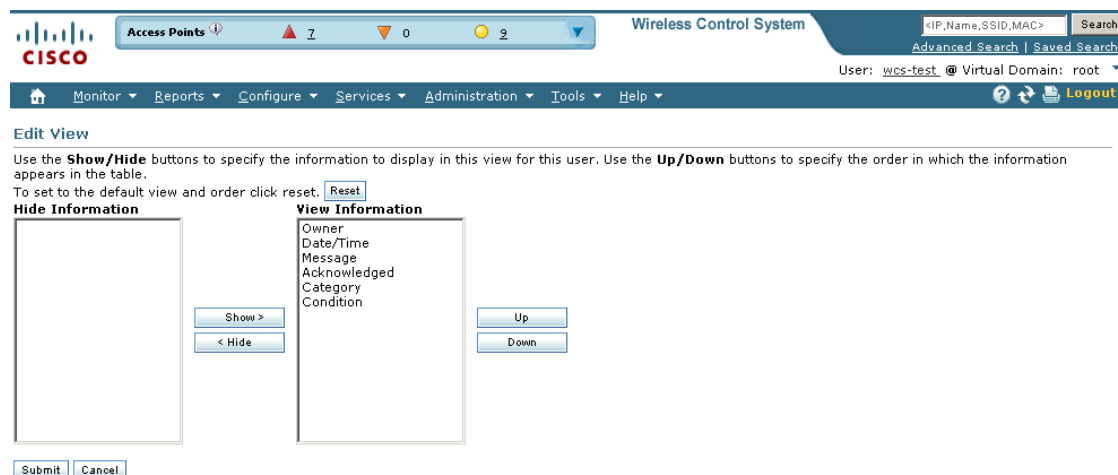 CISCO
Access Points 7 0 9
Wireless Control System
<IP,Name,SSID,MAC> Search
Advanced Search | Saved Search
User: wcs-test @ Virtual Domain: root
Monitor Reports Configure Services Administration Tools Help Logout
Edit View
Use the Show/Hide buttons to specify the information to display in this view for this user. Use the Up/Down buttons to specify the order in which the information
appears in the table.
To set to the default view and order click reset. Reset
Hide Information
View Information
Owner
Date/Time
Message
Acknowledged
Category
Condition
Show >
< Hide
Up
Down
Submit Cancel